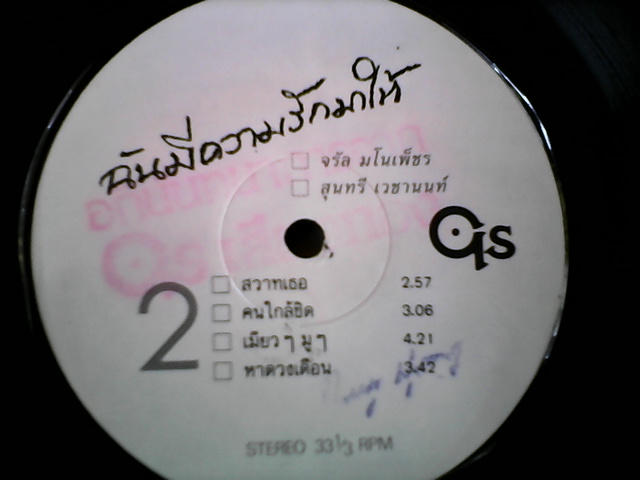 ฉันมีความรักมาให้
จรัล มโนเพ็ชร
สุนทรี เวชานนท์
2
สวาทเธอ 2.57
คนใกล้ชิด 3.06
เมียว ๆ มู ๆ 4.21
หาดวงเดือน 3.42
STEREO 33 1/3 RPM